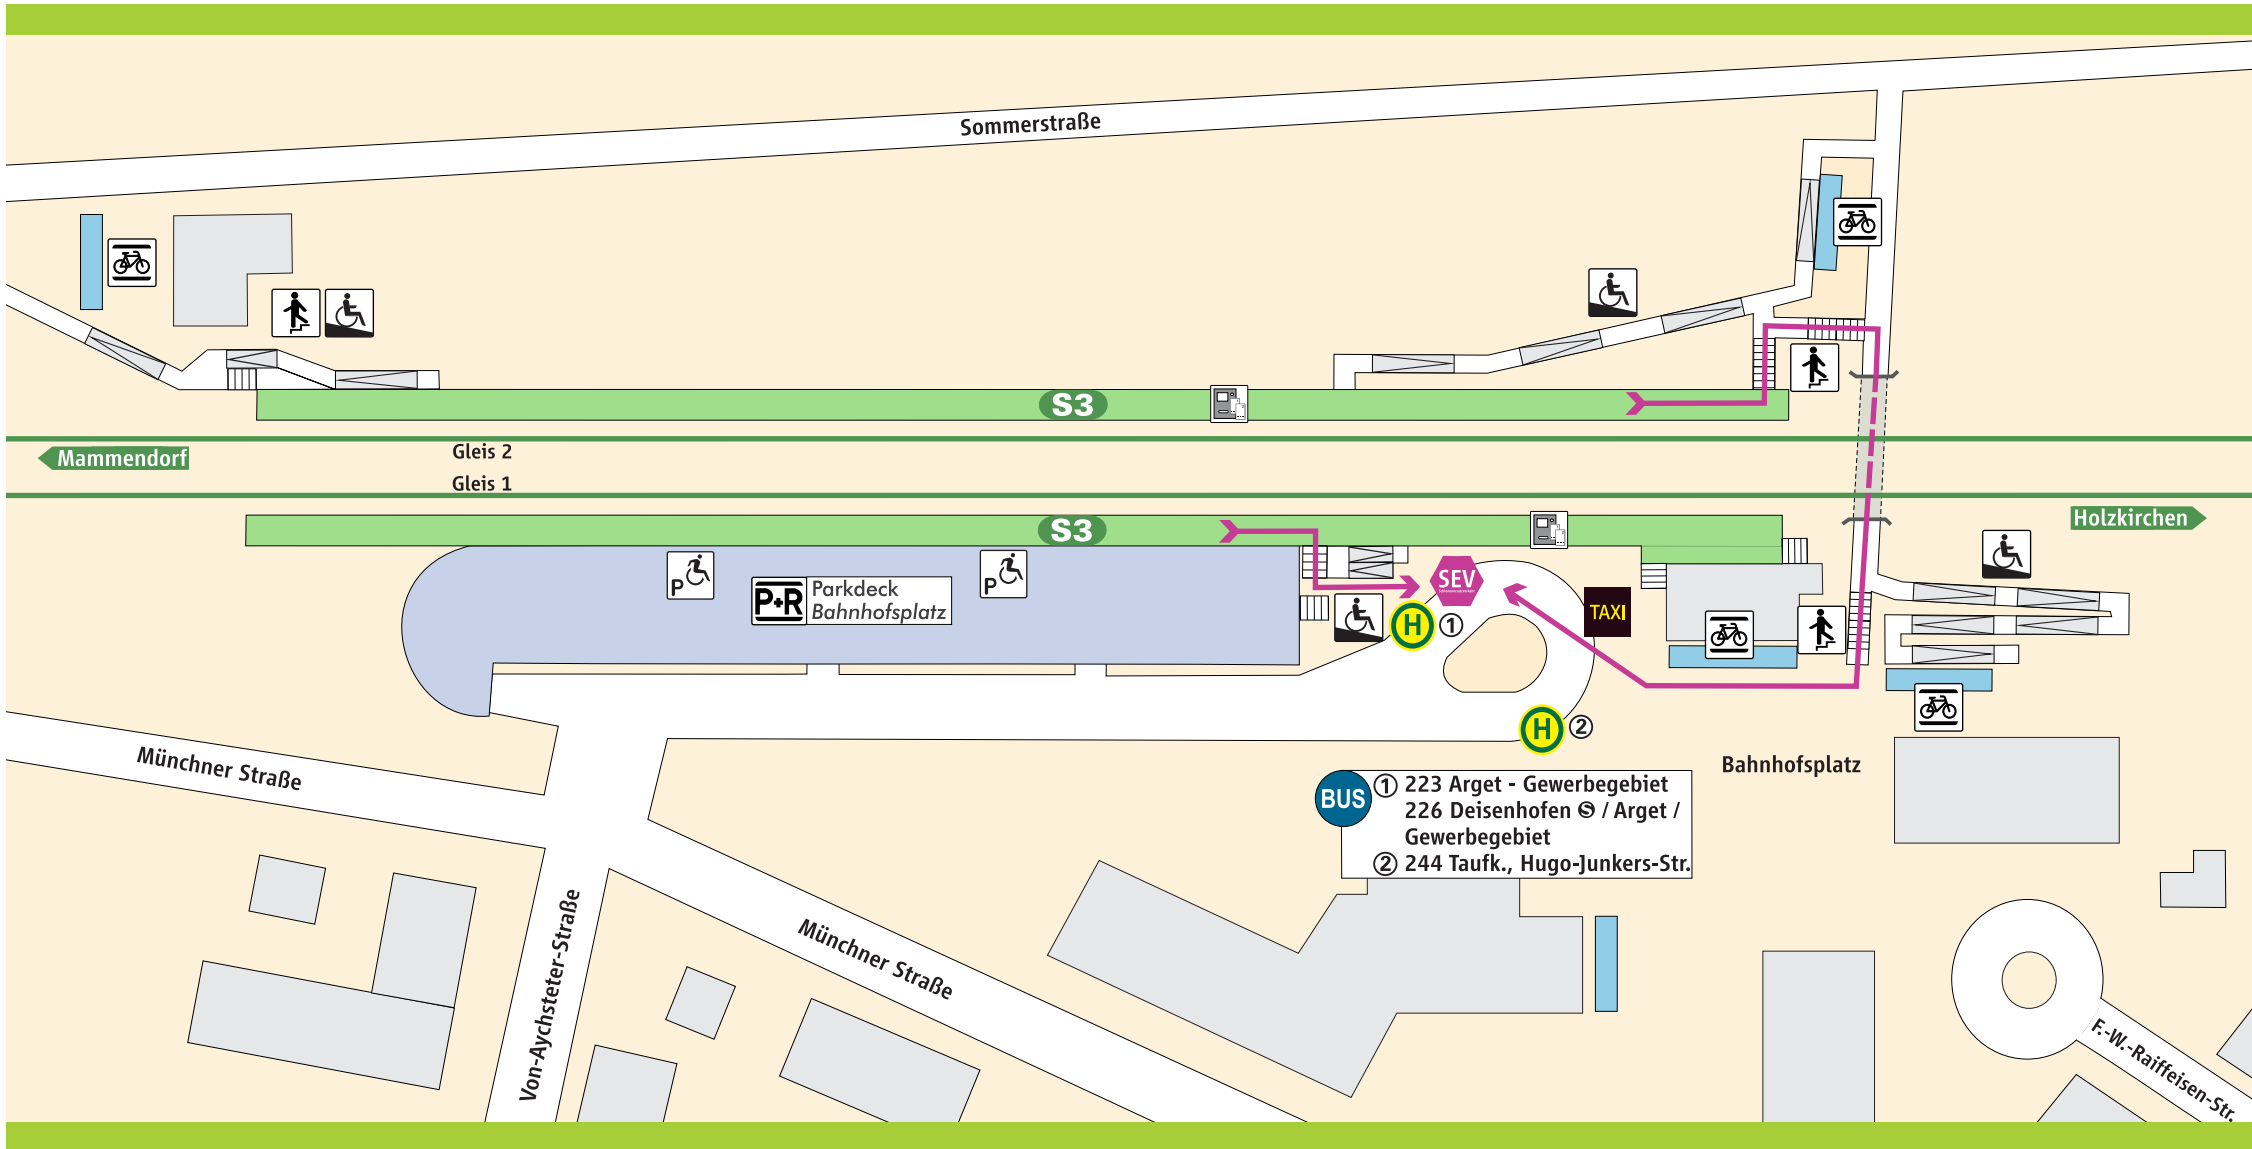 Sommerstraße
S3
Gleis 2
Mammendorf
Gleis 1
Holzkirchen
S3
P
P
P+R
Parkdeck
Bahnhofsplatz
SEV
H
1
TAXI
H
2
Münchner Straße
Bahnhofsplatz
BUS
1 223 Arget - Gewerbegebiet
226 Deisenhofen S / Arget /
Gewerbegebiet
2 244 Taufk., Hugo-Junkers-Str.
Von-Aychsteter-Straße
Münchner Straße
F.-W.-Raiffeisen-Str.